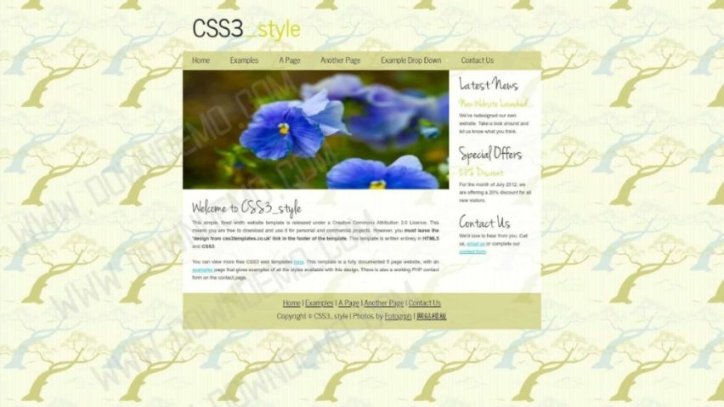 CSS3_style
Home Examples A Page Another Page Example Drop Down Contact Us
Latest News
New Website Launched
We've redesigned our own
website. Take a look around and
let us know what you think.
Special Offers
20% Discount
For the month of July 2012, we
are offering a 20% discount for all
new visitors.
Contact Us
We'd love to hear from you. Call
us, email us or complete our
contact form.
Welcome to CSS3_style
This simple, fixed width website template is released under a Creative Commons Attribution 3.0 Licence. This
means you are free to download and use it for personal and commercial projects. However, you must leave the
'design from css3templates.co.uk' link in the footer of the template. This template is written entirely in HTML5
and CSS3.
You can view more free CSS3 web templates here. This template is a fully documented 5 page website, with an
examples page that gives examples of all the styles available with this design. There is also a working PHP contact
form on the contact page.
Home | Examples | A Page | Another Page | Contact Us
Copyright © CSS3_style | Photos by Fotogrph | 网站模板
WWW.DOWNDEMO.COM